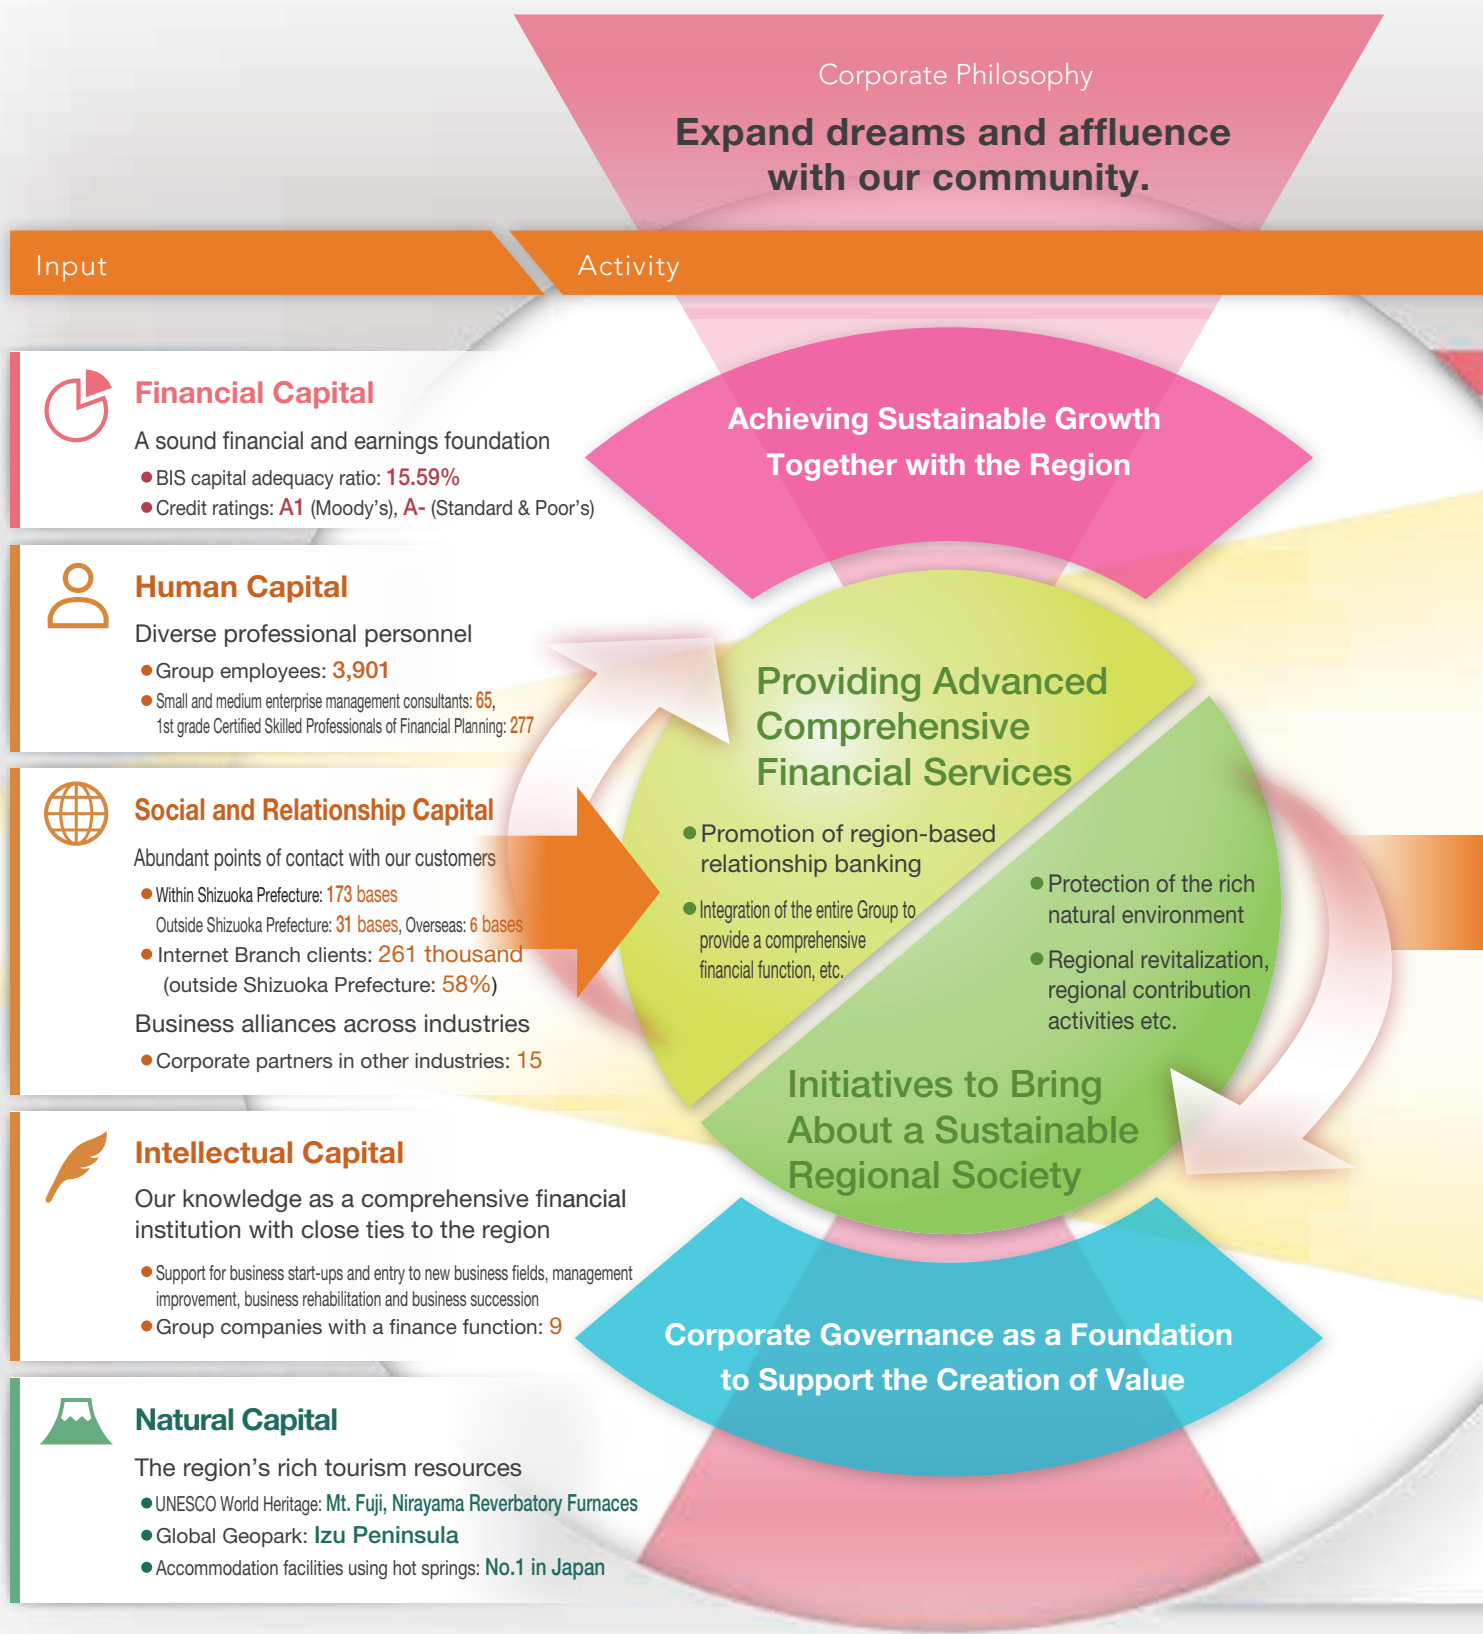 Corporate Philosophy
Expand dreams and affluence
with our community.
Input
Activity
Financial Capital
A sound financial and earnings foundation
●BIS capital adequacy ratio: 15.59%
●Credit ratings: A1 (Moody's), A- (Standard & Poor's)
Human Capital
Diverse professional personnel
●Group employees: 3,901
●Small and medium enterprise management consultants: 65,
1st grade Certified Skilled Professionals of Financial Planning: 277
Social and Relationship Capital
Abundant points of contact with our customers
●Within Shizuoka Prefecture: 173 bases
Outside Shizuoka Prefecture: 31 bases, Overseas: 6 bases
●Internet Branch clients: 261 thousand
(outside Shizuoka Prefecture: 58%)
Business alliances across industries
●Corporate partners in other industries: 15
Intellectual Capital
Our knowledge as a comprehensive financial
institution with close ties to the region
●Support for business start-ups and entry to new business fields, management
improvement, business rehabilitation and business succession
●Group companies with a finance function: 9
Natural Capital
The region's rich tourism resources
●UNESCO World Heritage: Mt. Fuji, Nirayama Reverbatory Furnaces
●Global Geopark: Izu Peninsula
●Accommodation facilities using hot springs: No.1 in Japan
Achieving Sustainable Growth
Together with the Region
Providing Advanced
Comprehensive
Financial Services
●Promotion of region-based
relationship banking
●Integration of the entire Group to
provide a comprehensive
financial function, etc.
●Protection of the rich
natural environment
●Regional revitalization,
regional contribution
activities etc.
Initiatives to Bring
About a Sustainable
Regional Society
Corporate Governance as a Foundation
to Support the Creation of Value